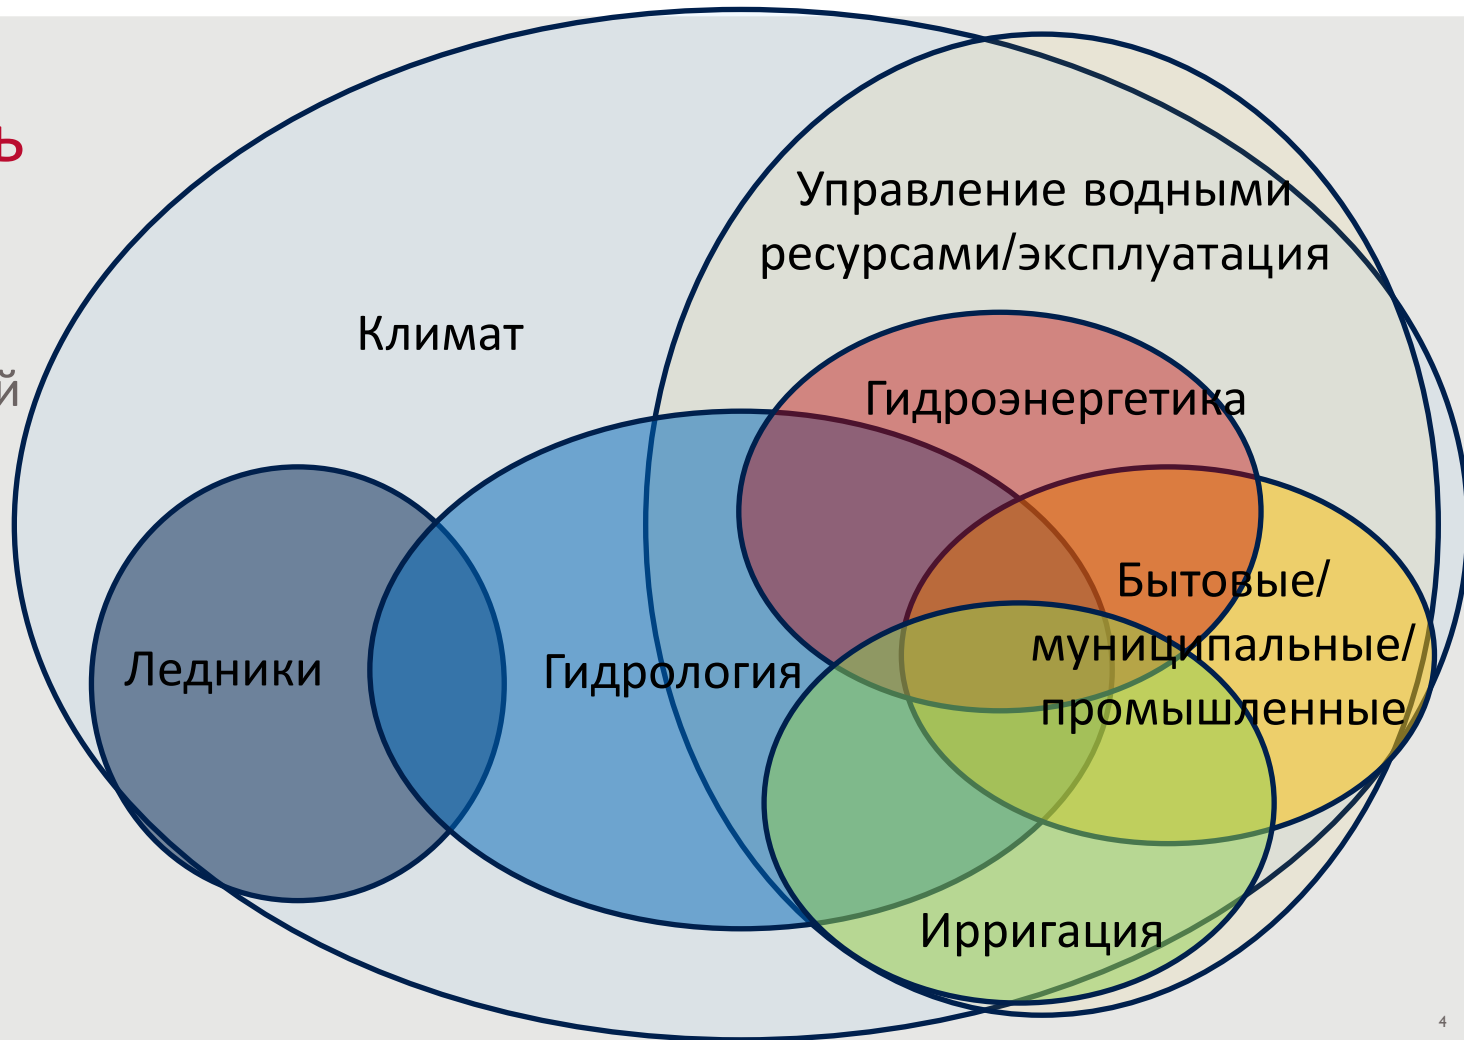 ь
Управление водными
ресурсами/эксплуатация
Климат
й
Гидроэнергетика
Бытовые/
муниципальные/
промышленные
Ледники
Гидрология
Ирригация
4